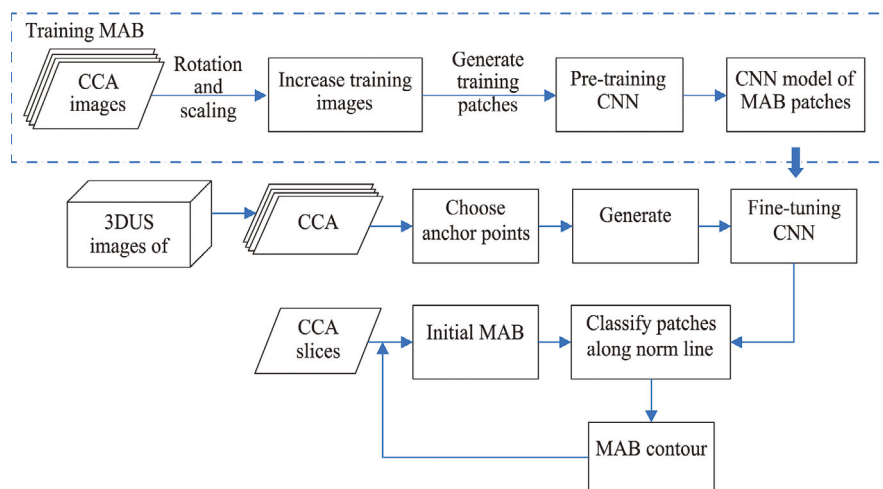 Training MAB
CCA
images
Rotation
and
scaling
Increase training
images
Generate
training
patches
Pre-training
CNN
CNN model of
MAB patches
3DUS
images of
CCA
Choose
anchor points
Generate
Fine-tuning
CNN
CCA
slices
Initial MAB
Classify patches
along norm line
MAB contour